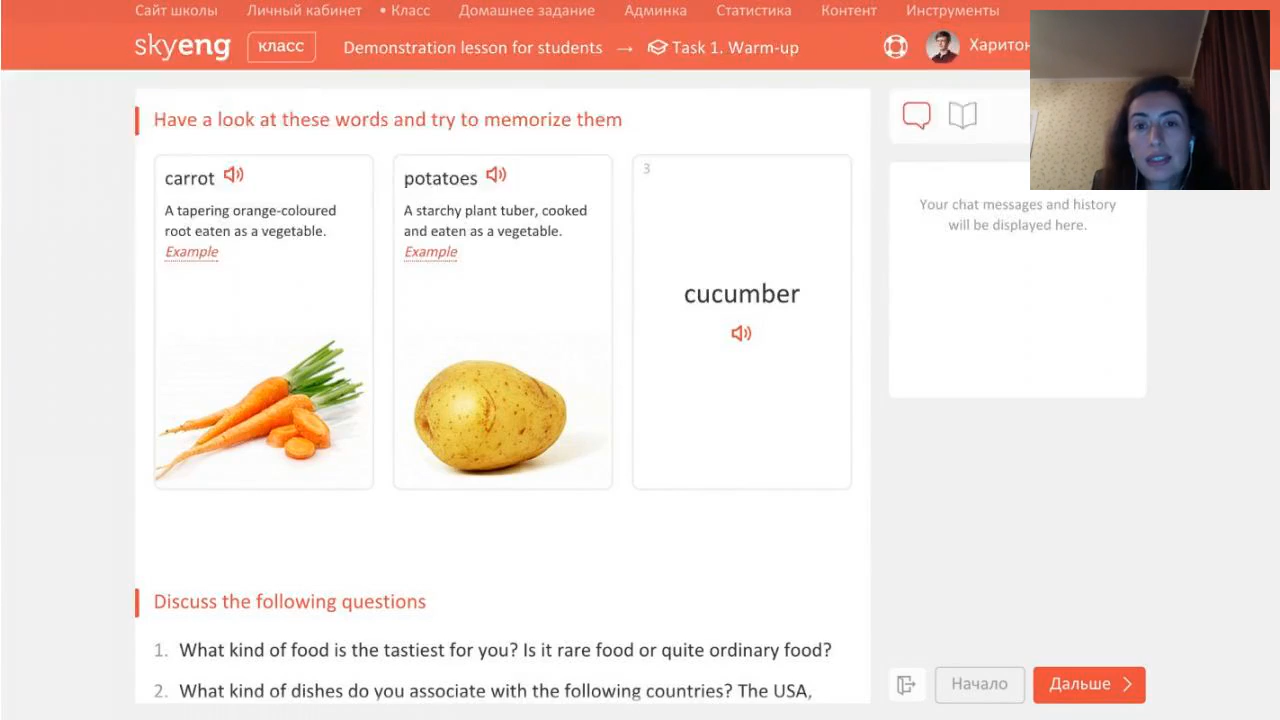 Сайт школы Личный кабинет • Класс Домашнее задание Админка Статистика Контент Инструменты
skyeng класс Demonstration lesson for students → Task 1. Warm-up Харитон
Have a look at these words and try to memorize them
carrot
A tapering orange-coloured
root eaten as a vegetable.
Example
potatoes
A starchy plant tuber, cooked
and eaten as a vegetable.
Example
3
cucumber
Your chat messages and history
will be displayed here.
Discuss the following questions
1. What kind of food is the tastiest for you? Is it rare food or quite ordinary food?
2. What kind of dishes do you associate with the following countries? The USA,
Начало Дальше